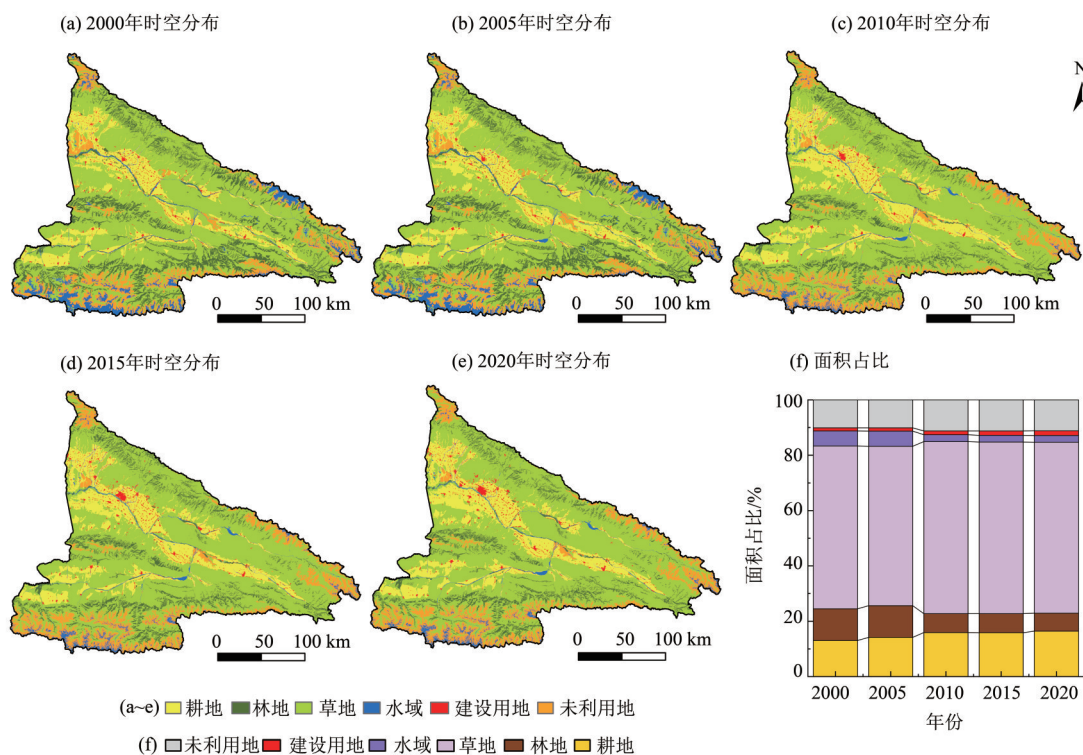 (a) 2000年时空分布
(b) 2005年时空分布
(c) 2010年时空分布
N
0 50 100 km
0 50 100 km
0 50 100 km
(d) 2015年时空分布
(e) 2020年时空分布
(f) 面积占比
0 50 100 km
0 50 100 km
面积占比/%
100
80
60
40
20
0
2000 2005 2010 2015 2020
年份
(a~e) 耕地 林地 草地 水域 建设用地 未利用地
(f) 未利用地 建设用地 水域 草地 林地 耕地